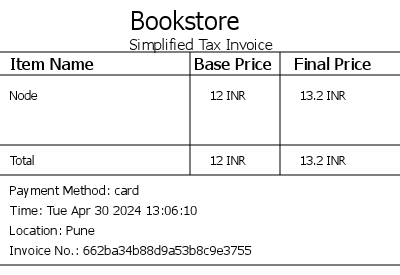 Bookstore
Simplified Tax Invoice
Item Name Base Price Final Price
Node 12 INR 13.2 INR
Total 12 INR 13.2 INR
Payment Method: card
Time: Tue Apr 30 2024 13:06:10
Location: Pune
Invoice No.: 662ba34b88d9a53b8c9e3755